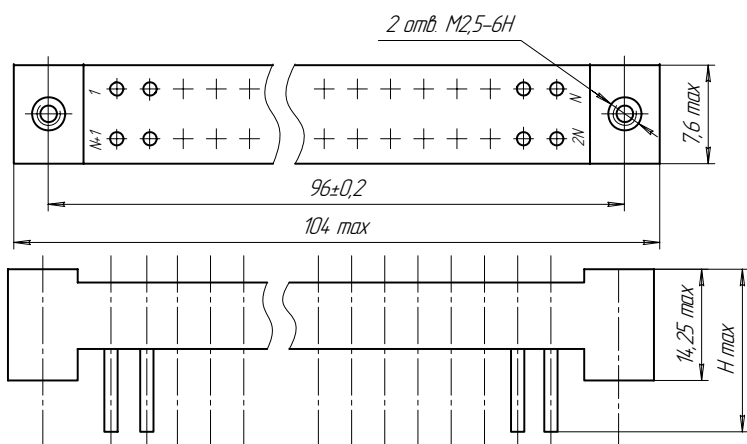 2 отв. М2,5-6Н
1
N
N+1
2N
7,6 max
96±0,2
104 max
14,25 max
H max